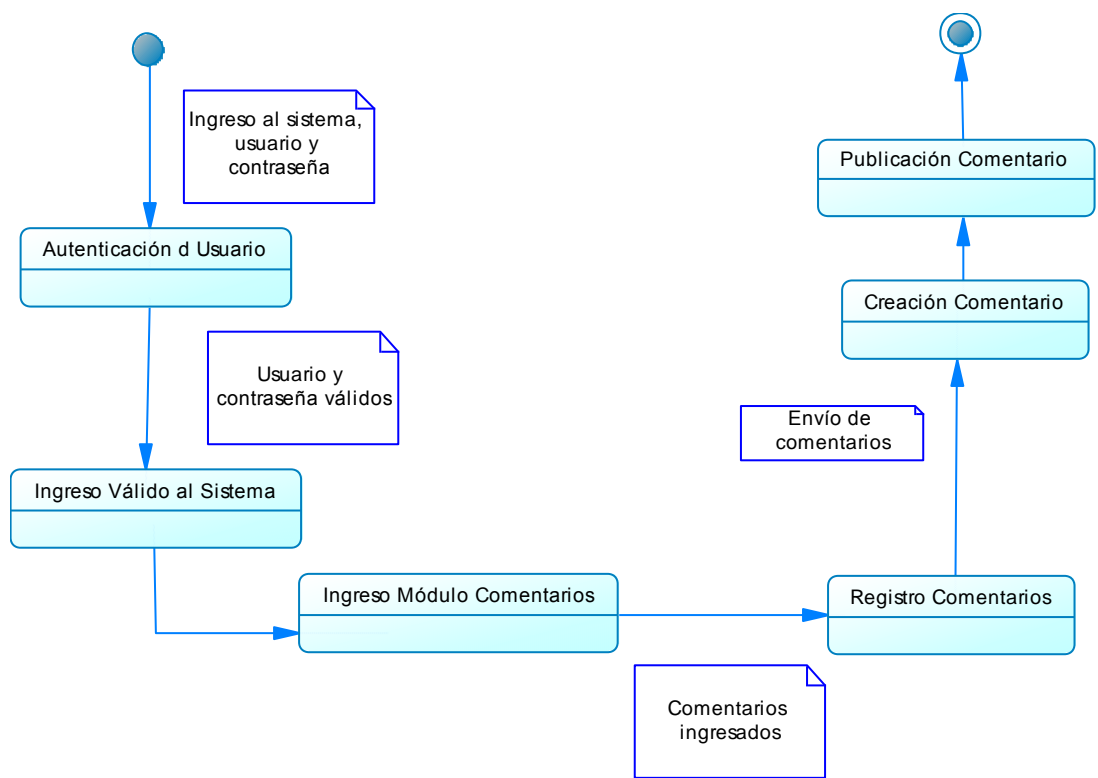 Ingreso al sistema,
usuario y
contraseña
Autenticación d Usuario
Usuario y
contraseña válidos
Ingreso Válido al Sistema
Ingreso Módulo Comentarios
Comentarios
ingresados
Registro Comentarios
Envío de
comentarios
Creación Comentario
Publicación Comentario